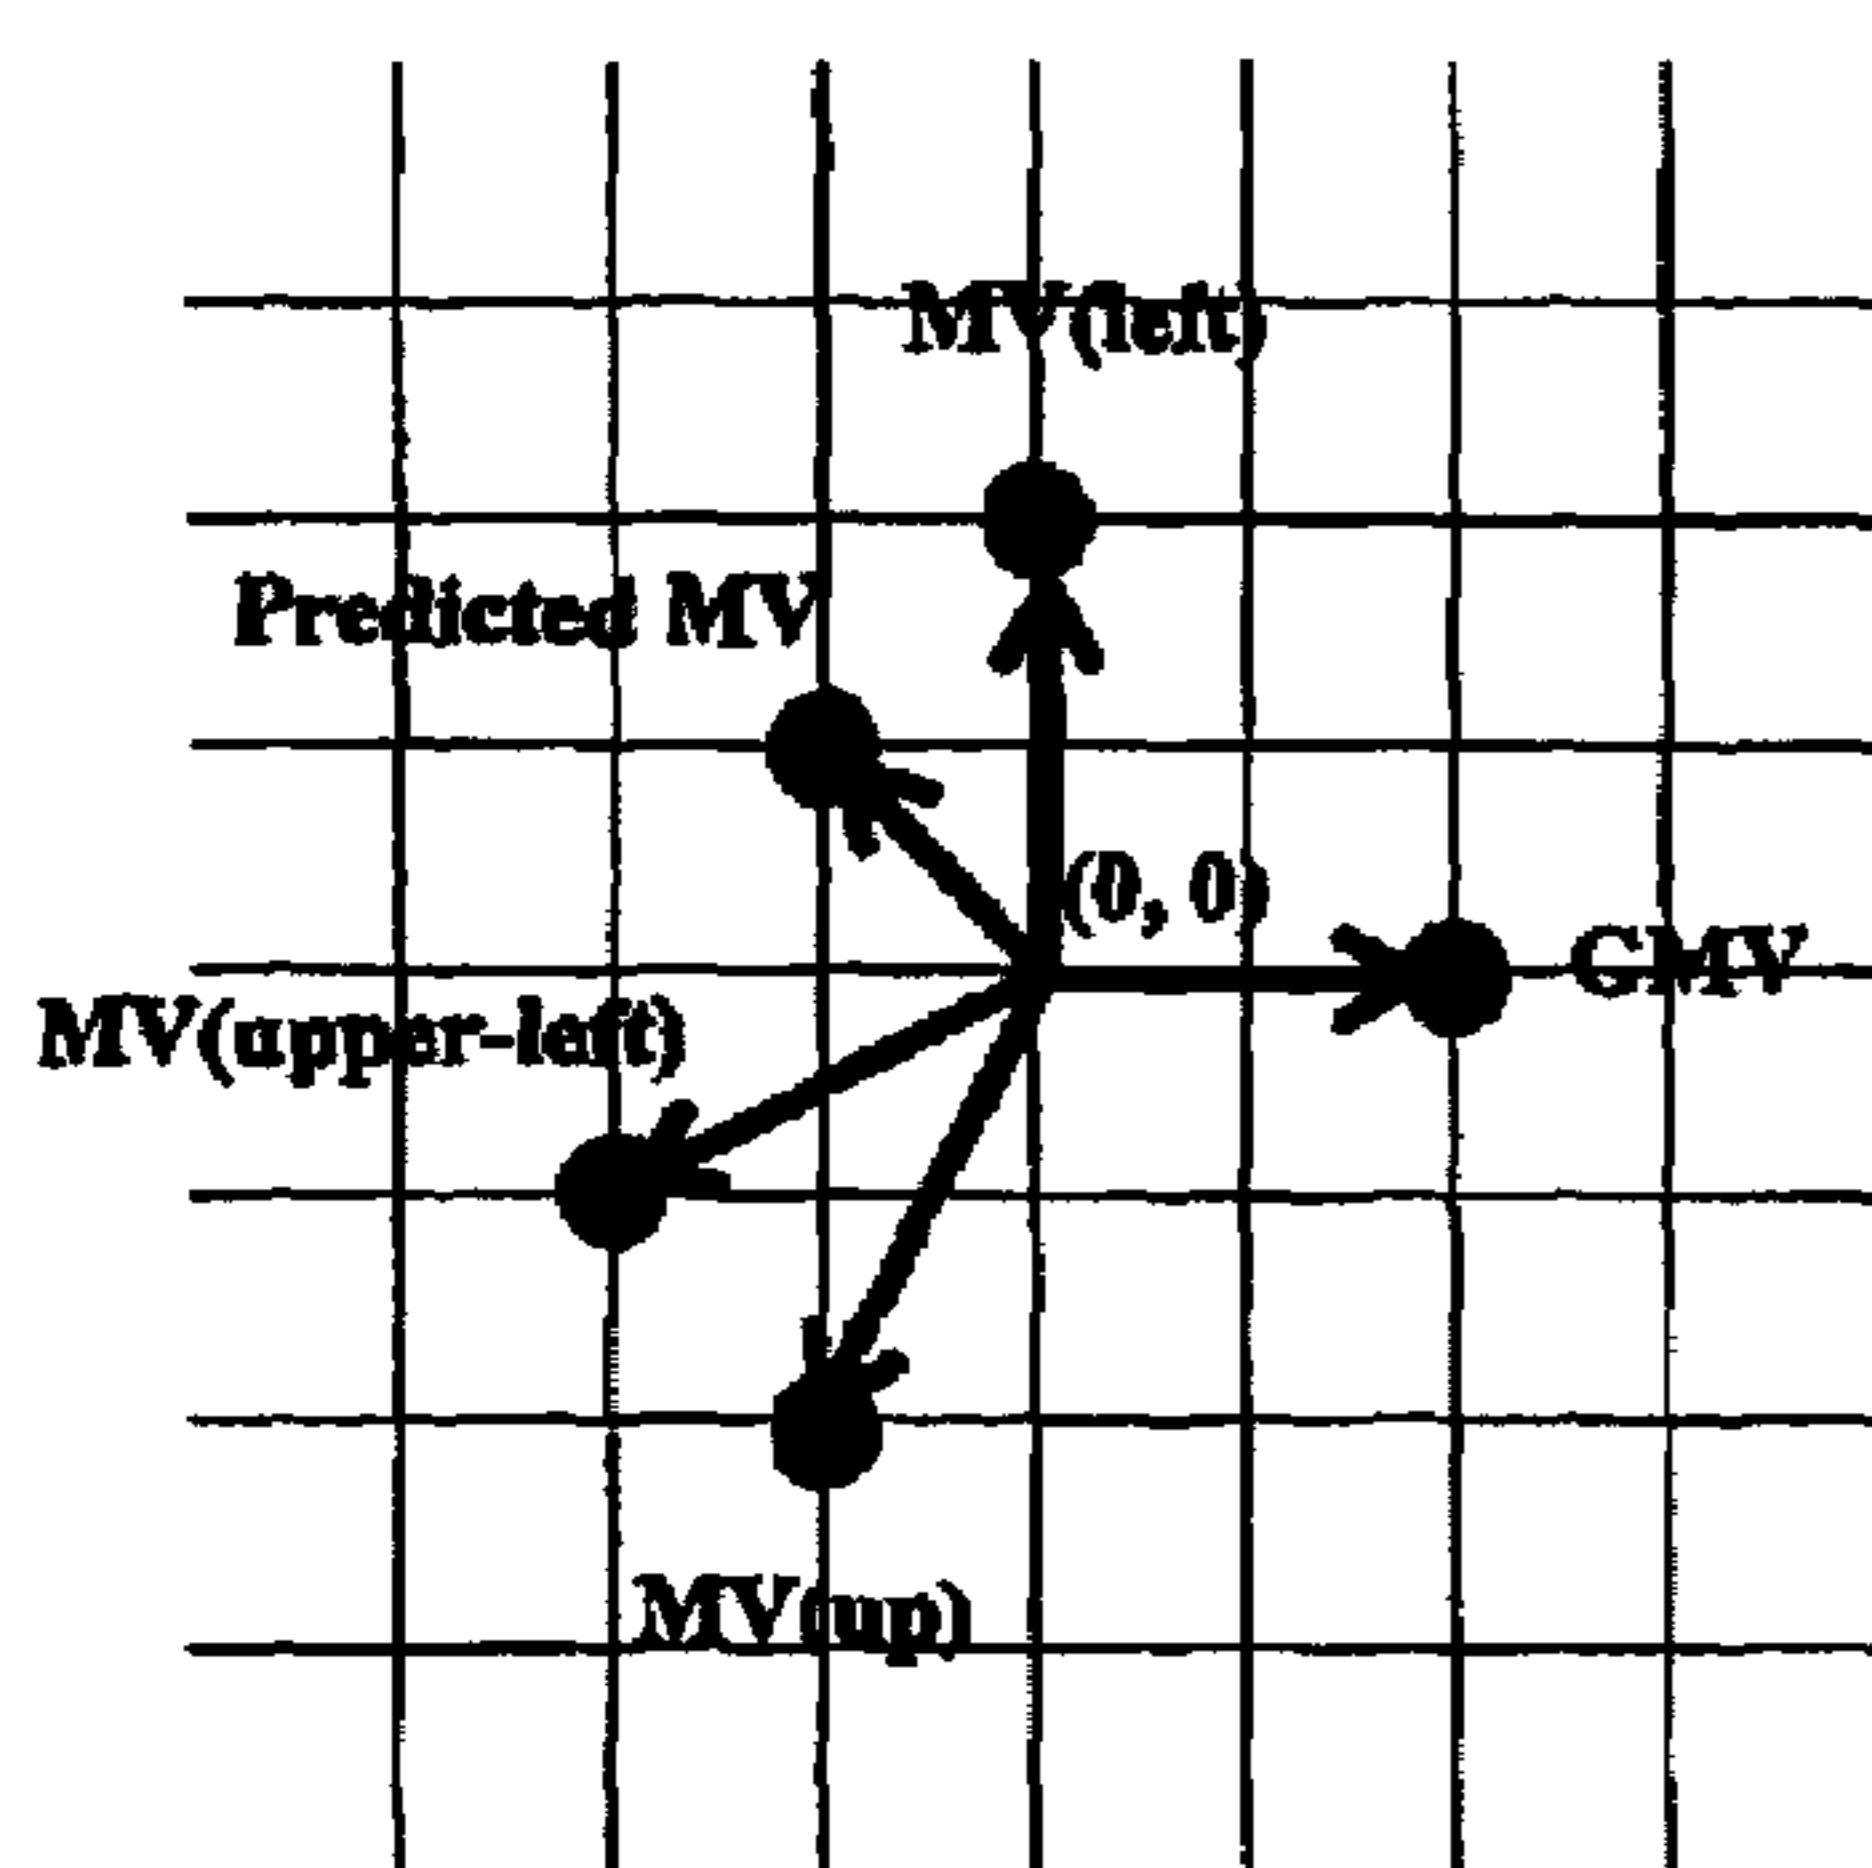 MV(left)
Predicted MV
(0, 0)
GMV
MV(upper-left)
MV(up)